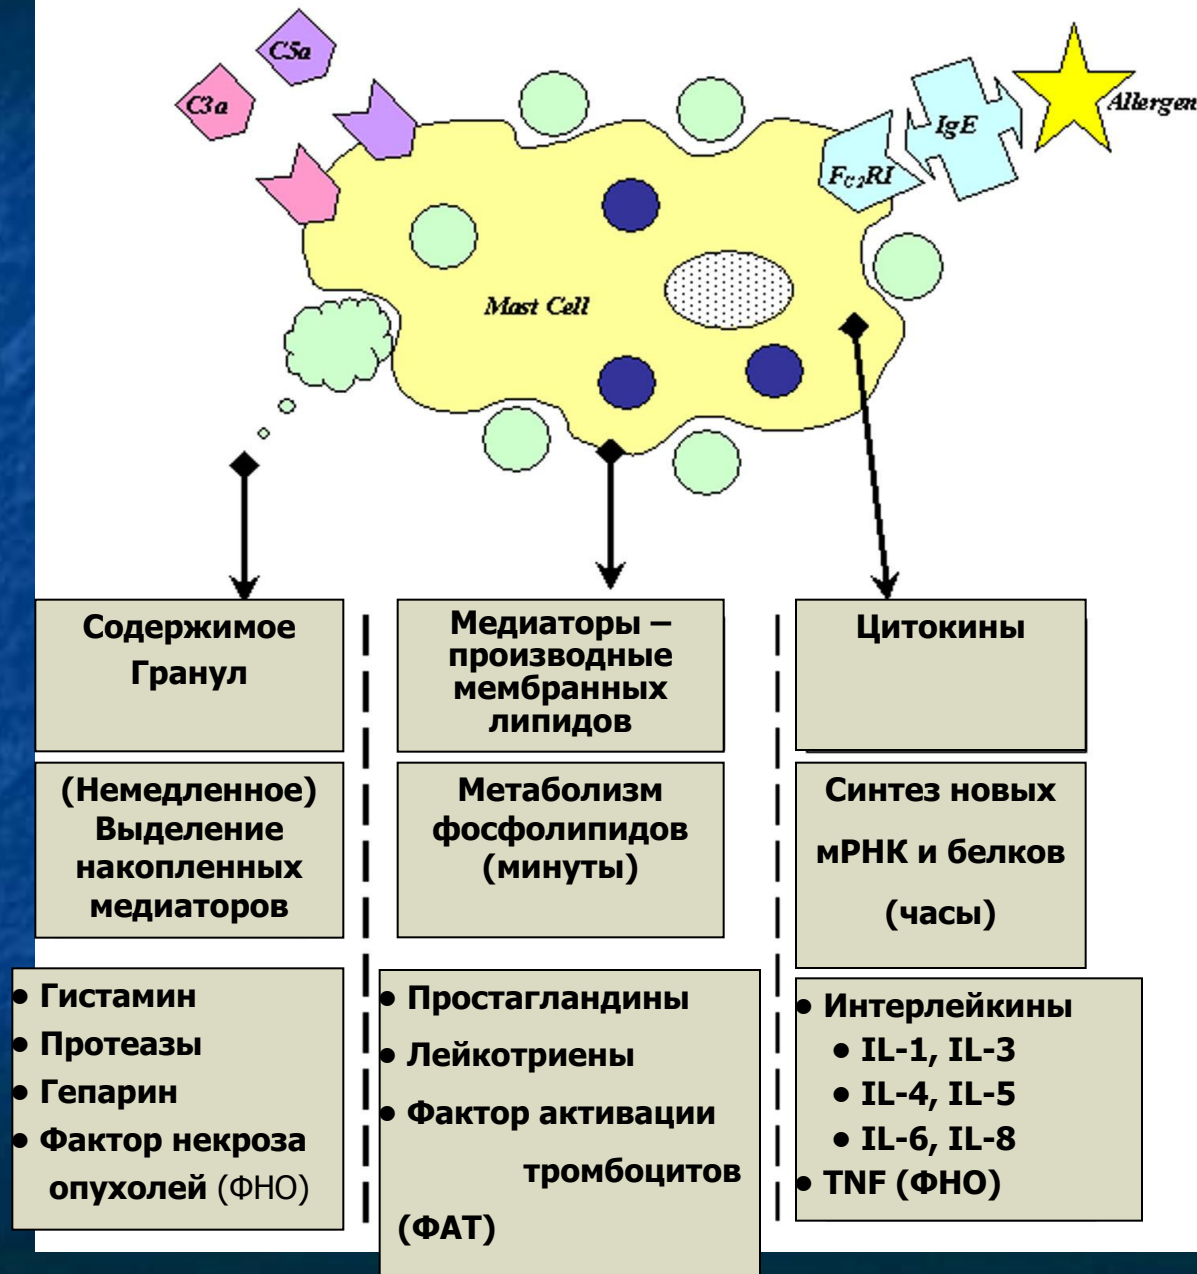 C5a
C3a
Allergen
IgE
F_C2RI
Mast Cell
Содержимое
Гранул
Медиаторы –
производные
мембранных
липидов
Цитокины
(Немедленное)
Выделение
накопленных
медиаторов
Метаболизм
фосфолипидов
(минуты)
Синтез новых
мРНК и белков
(часы)
• Гистамин
• Протеазы
• Гепарин
• Фактор некроза
опухолей (ФНО)
• Простагландины
• Лейкотриены
• Фактор активации
тромбоцитов
(ФАТ)
• Интерлейкины
• IL-1, IL-3
• IL-4, IL-5
• IL-6, IL-8
• TNF (ФНО)